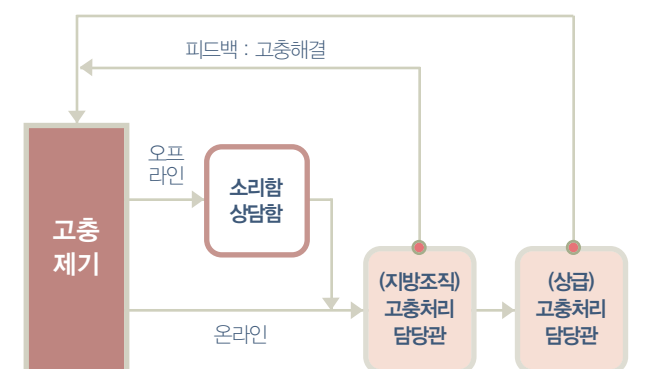 피드백 : 고충해결
오프
라인
소리함
상담함
고충
제기
(지방조직)
고충처리
담당관
(상급)
고충처리
담당관
온라인